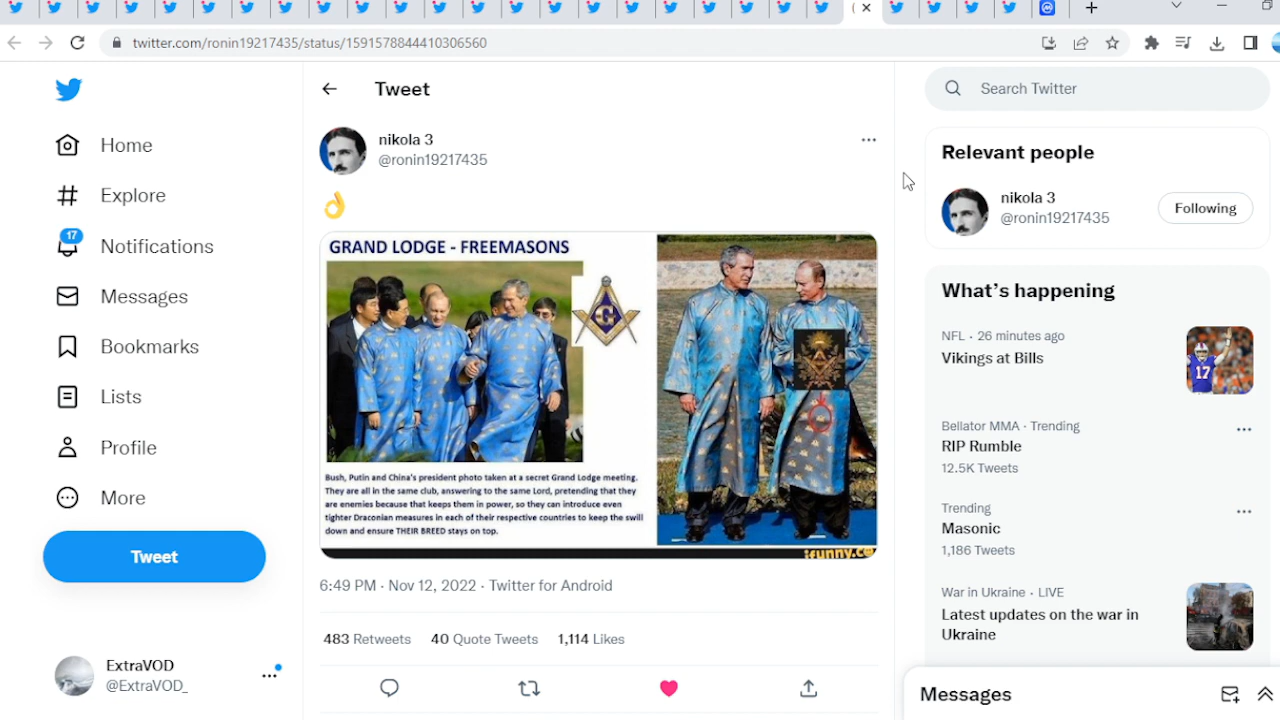 twitter.com/ronin19217435/status/1591578844410306560
Tweet
Search Twitter
Home
Explore
17
Notifications
Messages
Bookmarks
Lists
Profile
More
Tweet
ExtraVOD
@ExtraVOD_
nikola 3
@ronin19217435
👌
GRAND LODGE - FREEMASONS
G
Bush, Putin and China's president photo taken at a secret Grand Lodge meeting.
They are all in the same club, answering to the same Lord, pretending that they
are enemies because that keeps them in power, so they can introduce even
tighter Draconian measures in each of their respective countries to keep the swill
down and ensure THEIR BREED stays on top.
ifunny.co
6:49 PM · Nov 12, 2022 · Twitter for Android
483 Retweets 40 Quote Tweets 1,114 Likes
Relevant people
nikola 3
@ronin19217435
Following
What's happening
NFL · 26 minutes ago
Vikings at Bills
17
Bellator MMA · Trending
RIP Rumble
12.5K Tweets
Trending
Masonic
1,186 Tweets
War in Ukraine · LIVE
Latest updates on the war in
Ukraine
Messages